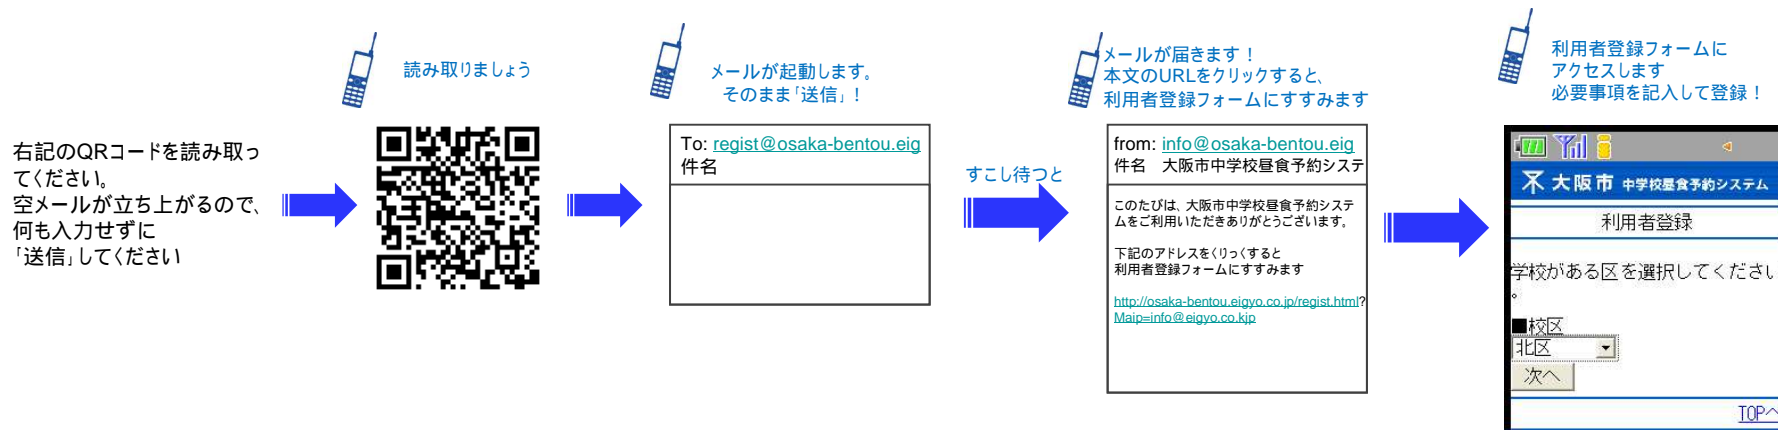 右記のQRコードを読み取っ
てください。
空メールが立ち上がるので、
何も入力せずに
「送信」してください
読み取りましょう
メールが起動します。
そのまま「送信」！
To: regist@osaka-bentou.eig
件名
すこし待つと
メールが届きます！
本文のURLをクリックすると、
利用者登録フォームにすすみます
from: info@osaka-bentou.eig
件名　大阪市中学校昼食予約システ
このたびは、大阪市中学校昼食予約システ
ムをご利用いただきありがとうございます。
下記のアドレスをくりっくすると
利用者登録フォームにすすみます
http://osaka-bentou.eigyo.co.jp/regist.html?
Maip=info@eigyo.co.kjp
利用者登録フォームに
アクセスします
必要事項を記入して登録！
大阪市 中学校昼食予約システム
利用者登録
学校がある区を選択してください
。
■校区
北区
次へ
TOPへ